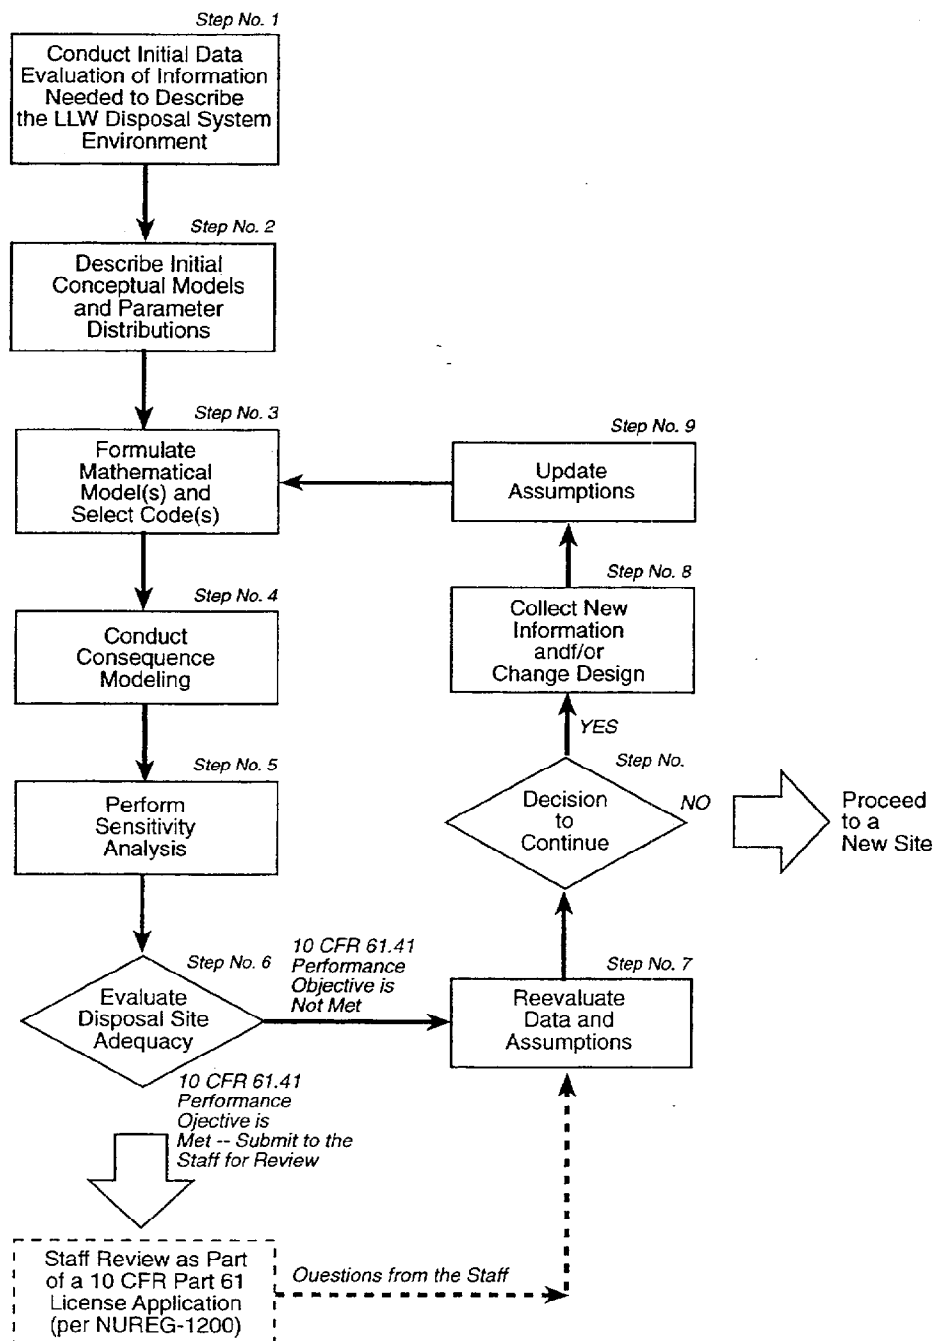 Step No. 1
Conduct Initial Data
Evaluation of Information
Needed to Describe
the LLW Disposal System
Environment
Step No. 2
Describe Initial
Conceptual Models
and Parameter
Distributions
Step No. 3
Formulate
Mathematical
Model(s) and
Select Code(s)
Step No. 4
Conduct
Consequence
Modeling
Step No. 5
Perform
Sensitivity
Analysis
Step No. 6
Evaluate
Disposal Site
Adequacy
10 CFR 61.41
Performance
Objective is
Not Met
10 CFR 61.41
Performance
Ojective is
Met -- Submit to the
Staff for Review
Staff Review as Part
of a 10 CFR Part 61
License Application
(per NUREG-1200)
Ouestions from the Staff
Step No. 7
Reevaluate
Data and
Assumptions
Step No.
Decision
to
Continue
NO
Proceed
to a
New Site
YES
Step No. 8
Collect New
Information
andf/or
Change Design
Step No. 9
Update
Assumptions